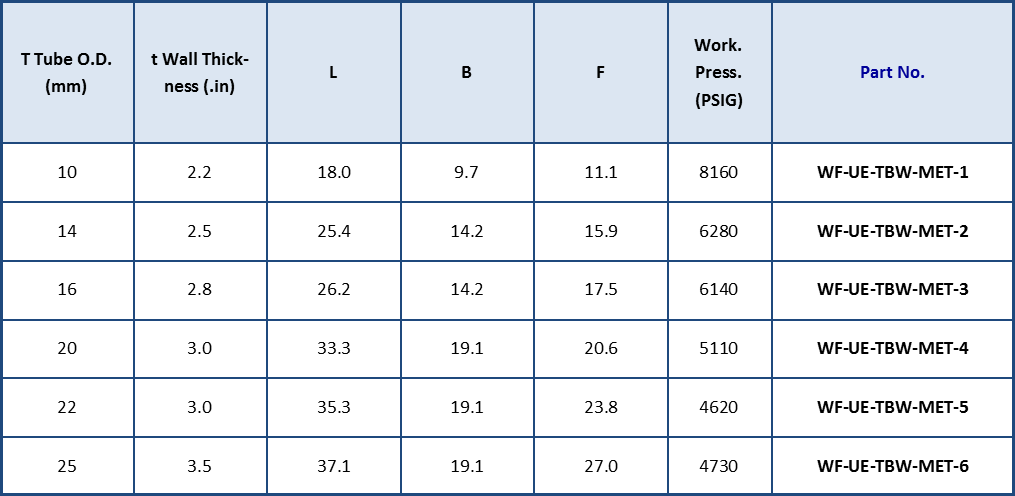 T Tube O.D. (mm) t Wall Thick-ness (.in) L B F Work. Press. (PSIG) Part No.
10 2.2 18.0 9.7 11.1 8160 WF-UE-TBW-MET-1
14 2.5 25.4 14.2 15.9 6280 WF-UE-TBW-MET-2
16 2.8 26.2 14.2 17.5 6140 WF-UE-TBW-MET-3
20 3.0 33.3 19.1 20.6 5110 WF-UE-TBW-MET-4
22 3.0 35.3 19.1 23.8 4620 WF-UE-TBW-MET-5
25 3.5 37.1 19.1 27.0 4730 WF-UE-TBW-MET-6